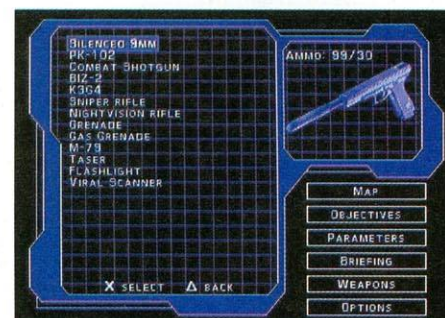 SILENCED 9MM
PK-102
COMBAT SHOTGUN
BIZ-2
K3G4
SNIPER RIFLE
NIGHTVISION RIFLE
GRENADE
GAS GRENADE
M-79
TASER
FLASHLIGHT
VIRAL SCANNER
X SELECT Δ BACK
AMMO: 99/30
MAP
OBJECTIVES
PARAMETERS
BRIEFING
WEAPONS
OPTIONS